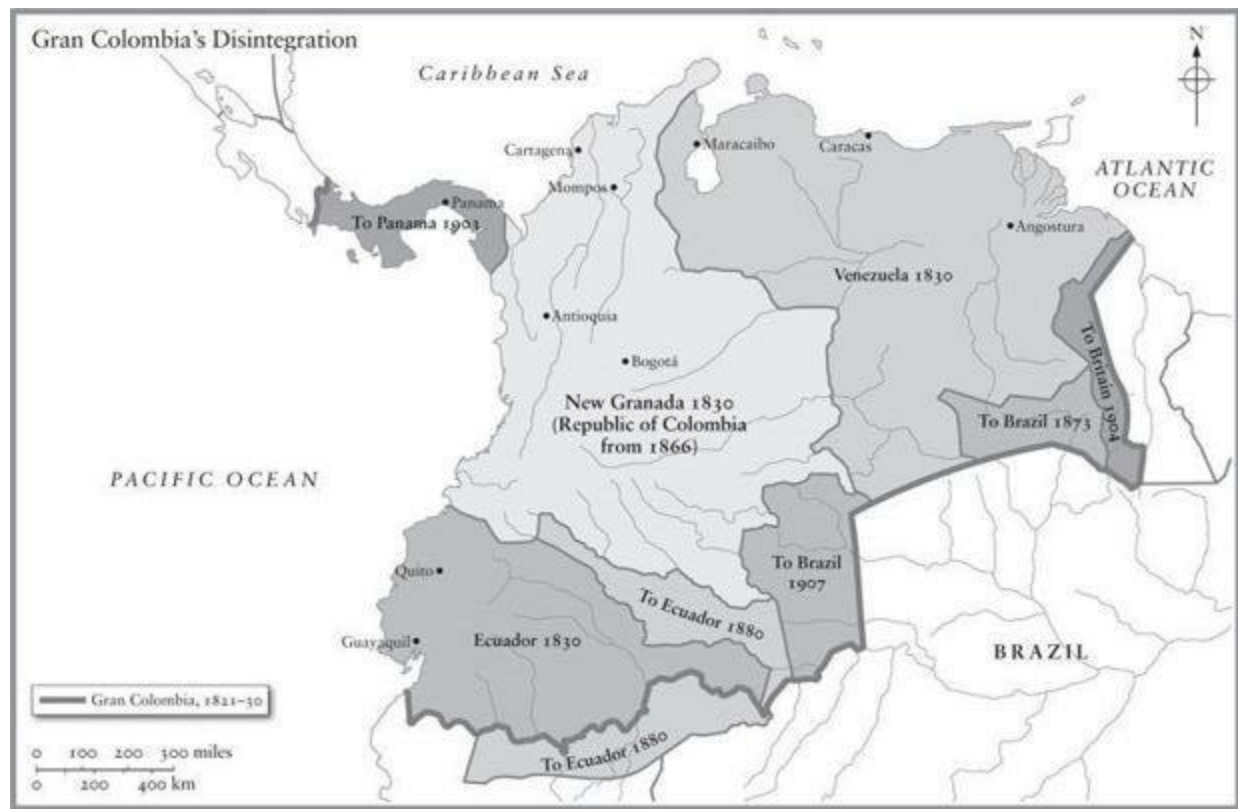 Gran Colombia's Disintegration
N
Caribbean Sea
Cartagena
Maracaibo
Caracas
ATLANTIC
OCEAN
Mompos
Panama
To Panama 1903
Angostura
Venezuela 1830
Antioquia
Bogotá
To Britain 1904
New Granada 1830
(Republic of Colombia
from 1866)
To Brazil 1873
PACIFIC OCEAN
To Brazil
1907
Quito
To Ecuador 1880
Guayaquil
Ecuador 1830
BRAZIL
Gran Colombia, 1821–30
To Ecuador 1880
0 100 200 300 miles
0 200 400 km